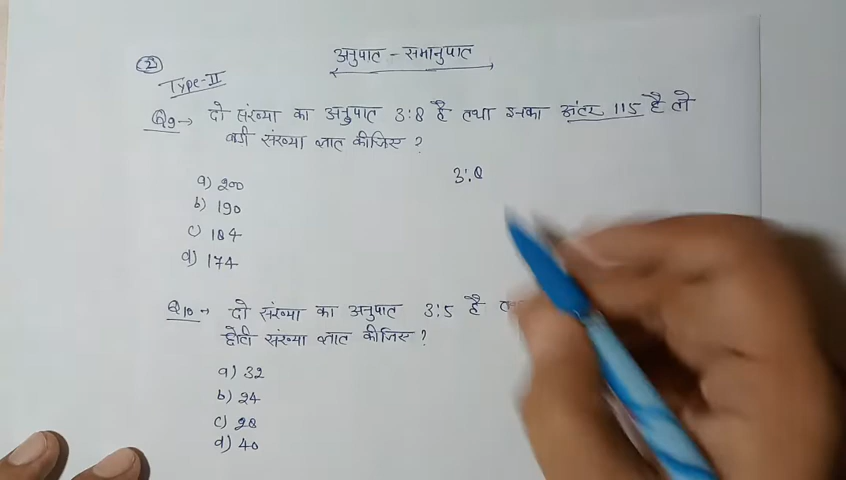 अनुपात - समानुपात
2
Type-II
Q9→ दो संख्या का अनुपात 3:8 है तथा इनका अंतर 115 है तो
बडी संख्या ज्ञात कीजिए ?
3:8
a) 200
b) 190
c) 184
d) 174
Q10→ दो संख्या का अनुपात 3:5 है
छोटी संख्या ज्ञात कीजिए ?
a) 32
b) 24
c) 28
d) 40